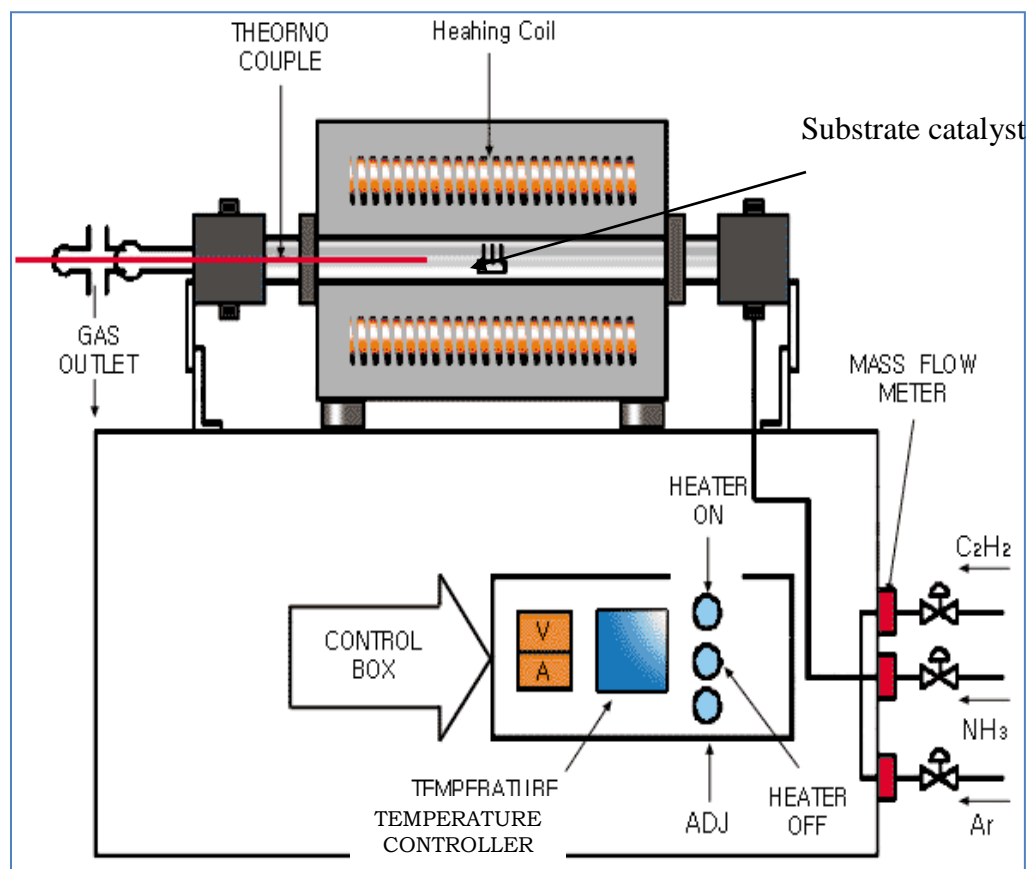 THEORNO
COUPLE
Heahing Coil
Substrate catalyst
GAS
OUTLET
MASS FLOW
METER
HEATER
ON
C₂H₂
CONTROL
BOX
V
A
NH₃
TEMPERATURE
TEMPERATURE
CONTROLLER
ADJ
HEATER
OFF
Ar